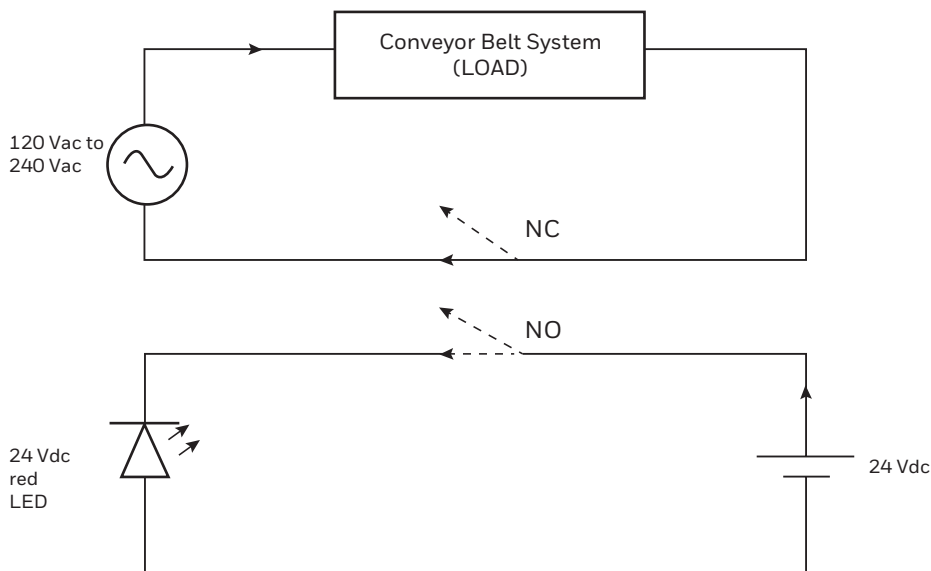 Conveyor Belt System
(LOAD)
120 Vac to
240 Vac
NC
NO
24 Vdc
red
LED
24 Vdc